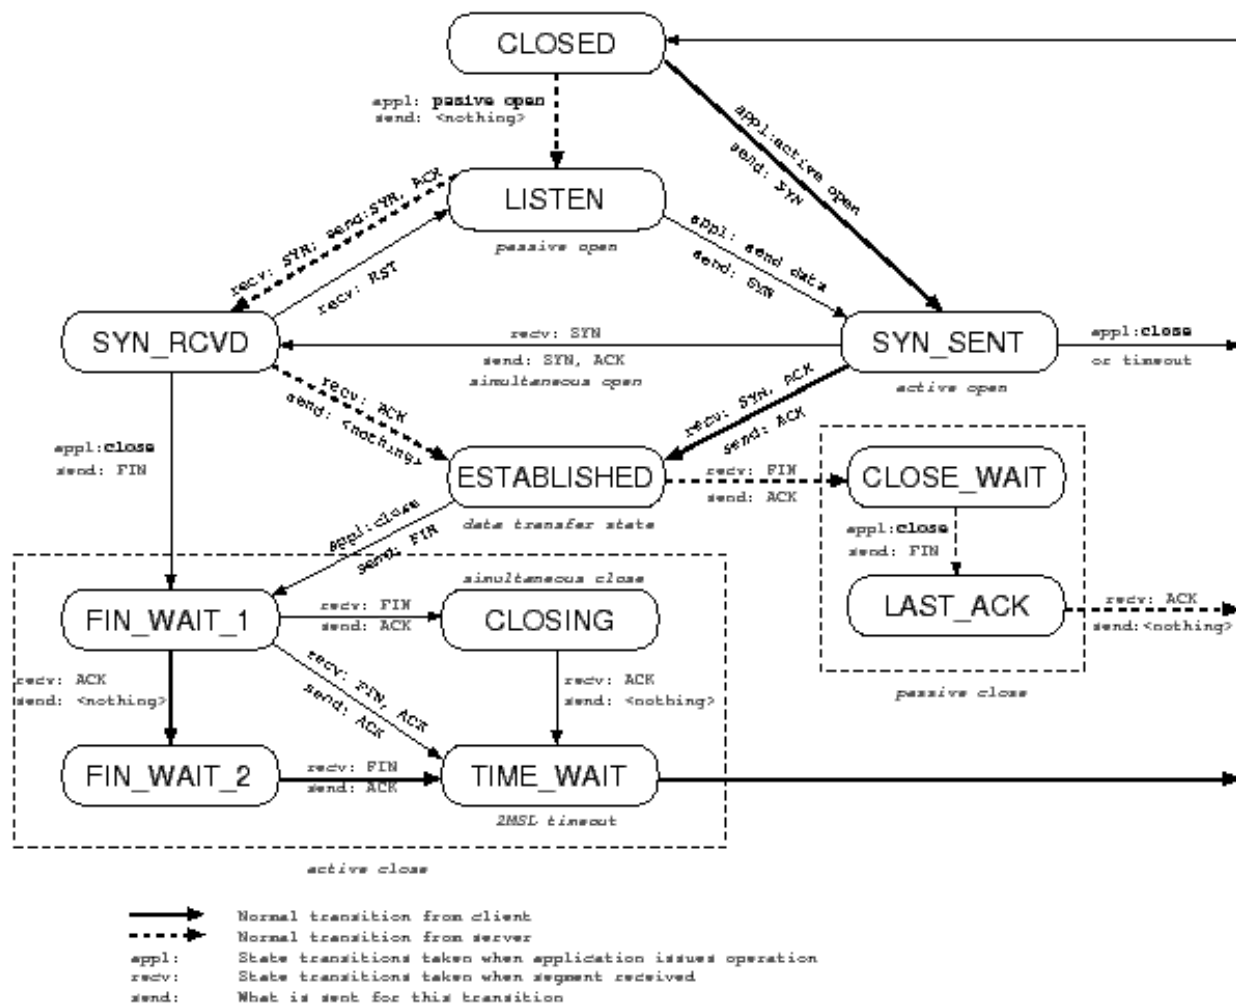 CLOSED
appl: pasive open
send: <nothing>
appl:active open
send: SYN
LISTEN
passive open
recv: SYN; send:SYN, ACK
recv: RST
appl: send data
send: SYN
SYN_RCVD
recv: SYN
send: SYN, ACK
simultaneous open
SYN_SENT
active open
appl:close
or timeout
recv: ACK
send: <nothing>
recv: SYN, ACK
send: ACK
appl:close
send: FIN
ESTABLISHED
data transfer state
recv: FIN
send: ACK
CLOSE_WAIT
appl:close
send: FIN
appl:close
send: FIN
LAST_ACK
recv: ACK
send:<nothing>
passive close
simultaneous close
FIN_WAIT_1
recv: FIN
send: ACK
CLOSING
recv: ACK
send: <nothing>
recv: FIN, ACK
send: ACK
recv: ACK
send: <nothing>
FIN_WAIT_2
recv: FIN
send: ACK
TIME_WAIT
2MSL timeout
active close
Normal transition from client
Normal transition from server
appl: State transitions taken when application issues operation
recv: State transitions taken when segment received
send: What is sent for this transition